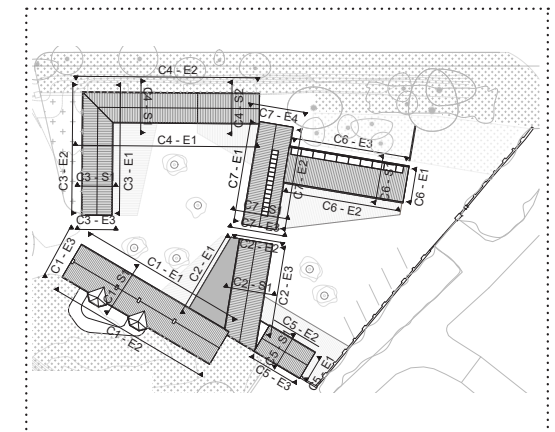 C4 - E2
C4 - S1
C4 - S2
C7 - E4
C4 - E1
C6 - E3
C3 - E2
C3 - S1
C3 - E1
C7 - E1
C7 - E2
C6 - S1
C6 - E1
C3 - E3
C7 - S1
C6 - E2
C7 - E3
C2 - E2
C1 - E3
C1 - E1
C2 - E1
C2 - E3
C1 - S1
C2 - S1
C1 - E2
C5 - E2
C5 - S1
C5 - E1
C5 - E3